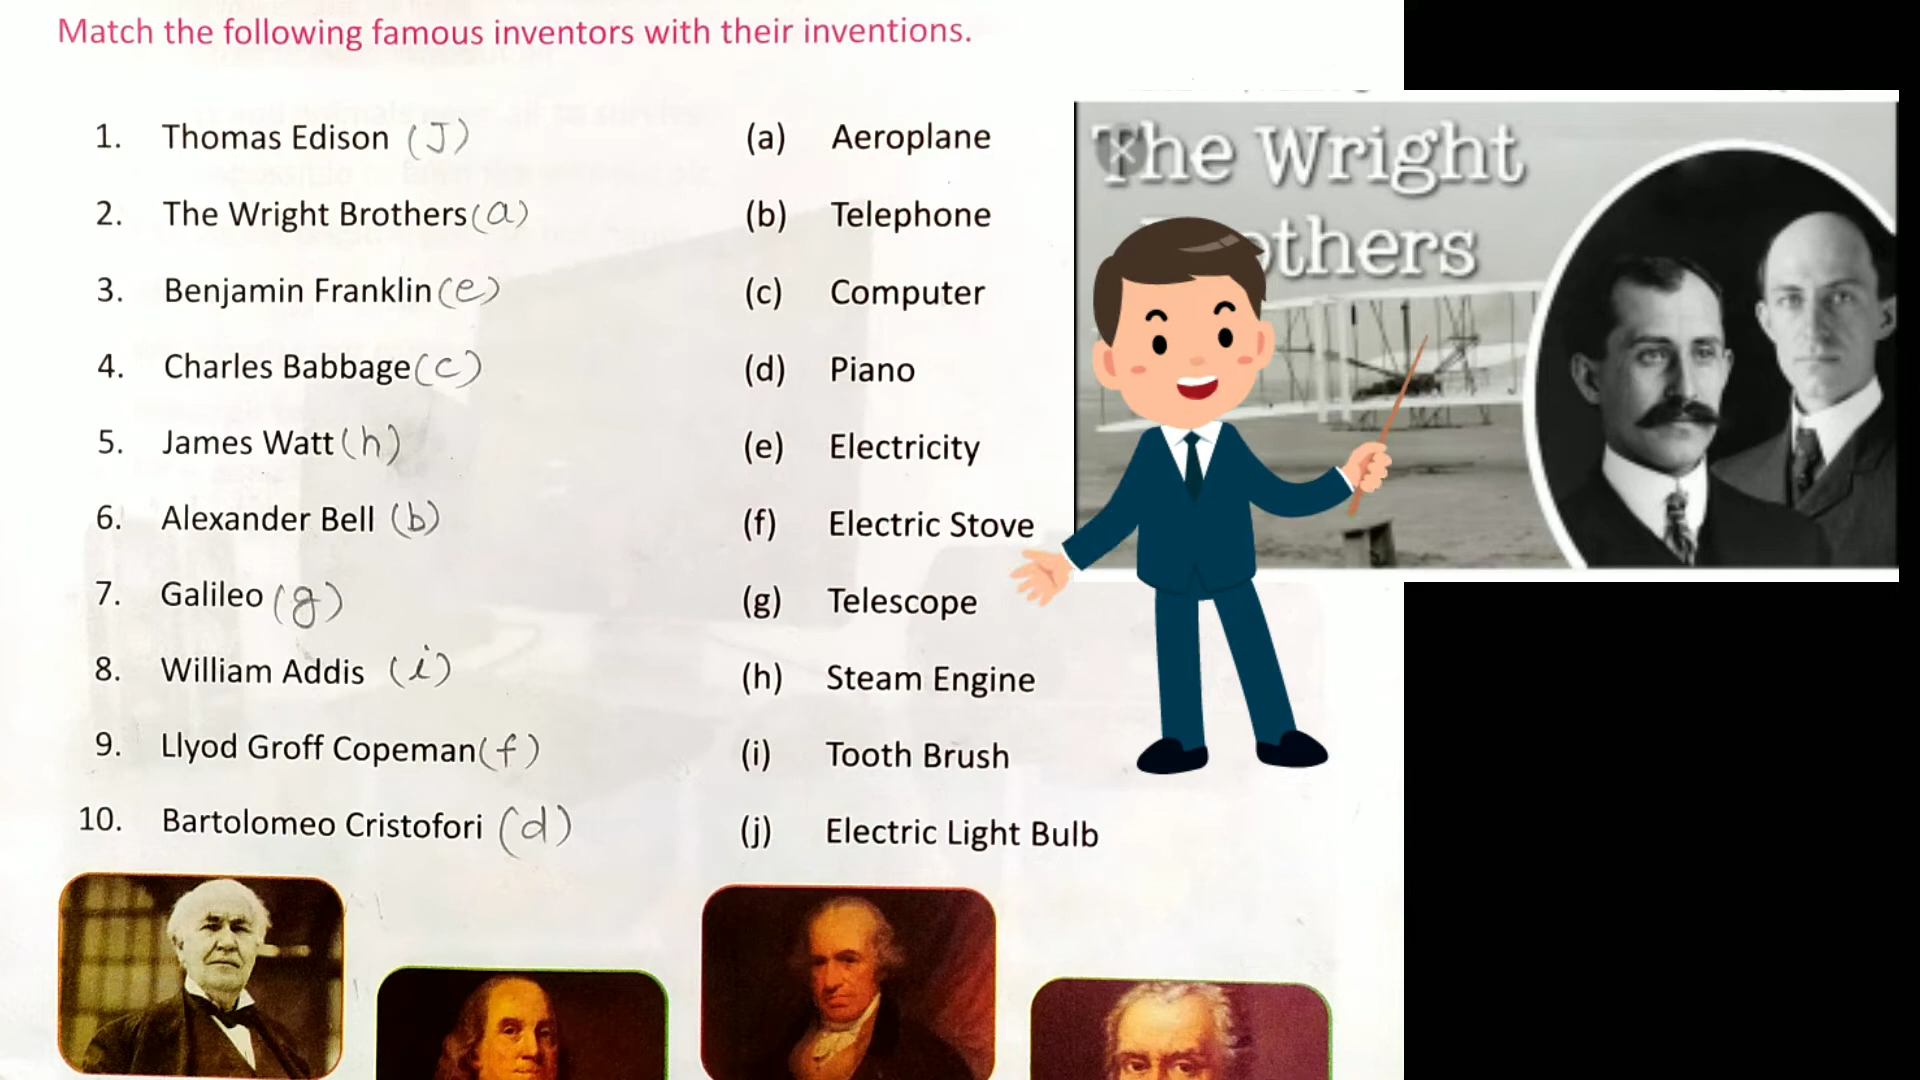 Match the following famous inventors with their inventions.
1. Thomas Edison (J) (a) Aeroplane
2. The Wright Brothers (a) (b) Telephone
3. Benjamin Franklin (e) (c) Computer
4. Charles Babbage (c) (d) Piano
5. James Watt (h) (e) Electricity
6. Alexander Bell (b) (f) Electric Stove
7. Galileo (g) (g) Telescope
8. William Addis (i) (h) Steam Engine
9. Llyod Groff Copeman (f) (i) Tooth Brush
10. Bartolomeo Cristofori (d) (j) Electric Light Bulb
The Wright